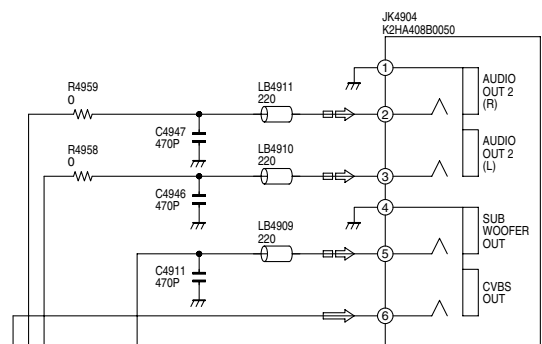 JK4904
K2HA408B0050
1
AUDIO
OUT 2
(R)
R4959
0
LB4911
220
2
C4947
470P
AUDIO
OUT 2
(L)
R4958
0
LB4910
220
3
C4946
470P
4
SUB
WOOFER
OUT
LB4909
220
5
C4911
470P
CVBS
OUT
6